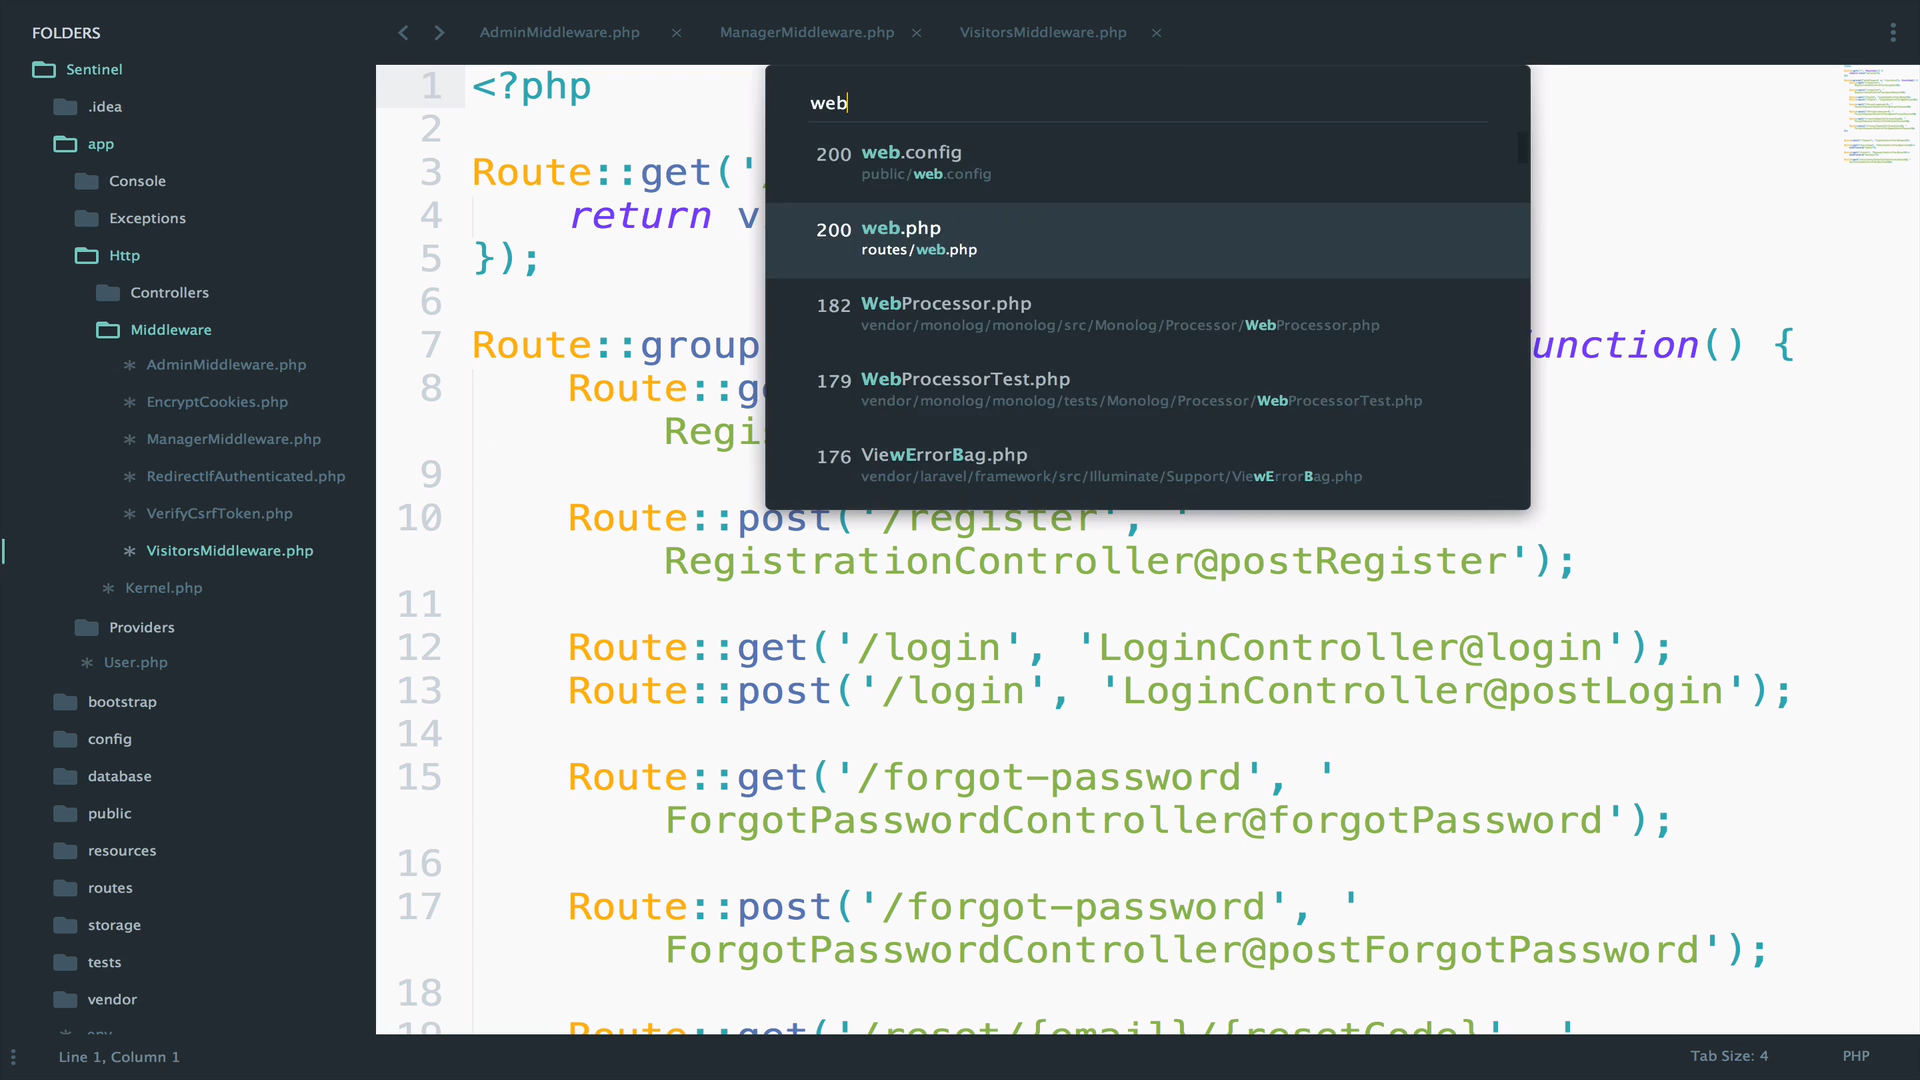 FOLDERS
Sentinel
.idea
app
Console
Exceptions
Http
Controllers
Middleware
AdminMiddleware.php
EncryptCookies.php
ManagerMiddleware.php
RedirectIfAuthenticated.php
VerifyCsrfToken.php
VisitorsMiddleware.php
Kernel.php
Providers
User.php
bootstrap
config
database
public
resources
routes
storage
tests
vendor
AdminMiddleware.php ×
ManagerMiddleware.php ×
VisitorsMiddleware.php ×
web
200 web.config
public/web.config
200 web.php
routes/web.php
182 WebProcessor.php
vendor/monolog/monolog/src/Monolog/Processor/WebProcessor.php
179 WebProcessorTest.php
vendor/monolog/monolog/tests/Monolog/Processor/WebProcessorTest.php
176 ViewErrorBag.php
vendor/laravel/framework/src/Illuminate/Support/ViewErrorBag.php
1 <?php
2
3 Route::get('
4 return v
5 });
6
7 Route::group unction() {
8 Route::g
Regi
9
10 Route::post('/register', '
RegistrationController@postRegister');
11
12 Route::get('/login', 'LoginController@login');
13 Route::post('/login', 'LoginController@postLogin');
14
15 Route::get('/forgot-password', '
ForgotPasswordController@forgotPassword');
16
17 Route::post('/forgot-password', '
ForgotPasswordController@postForgotPassword');
18
19 Route::get('/reset/{email}/{resetCode}', '
Line 1, Column 1
Tab Size: 4
PHP